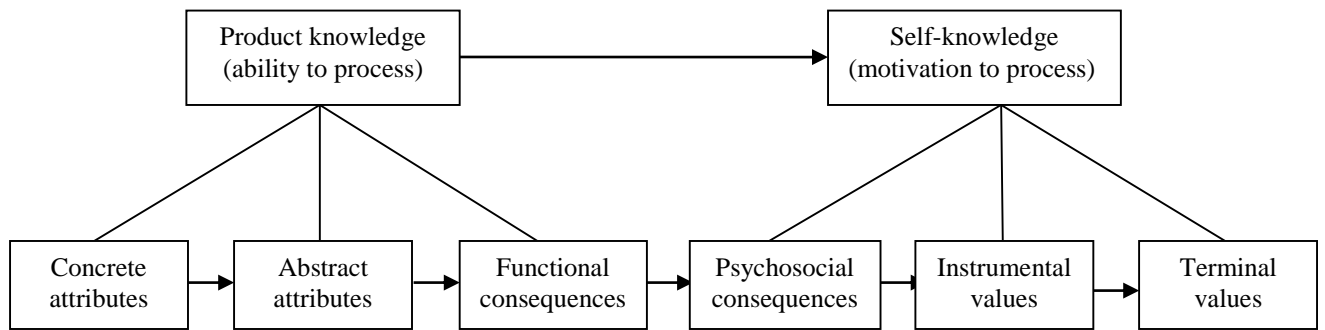 Product knowledge
(ability to process)
Self-knowledge
(motivation to process)
Concrete
attributes
Abstract
attributes
Functional
consequences
Psychosocial
consequences
Instrumental
values
Terminal
values